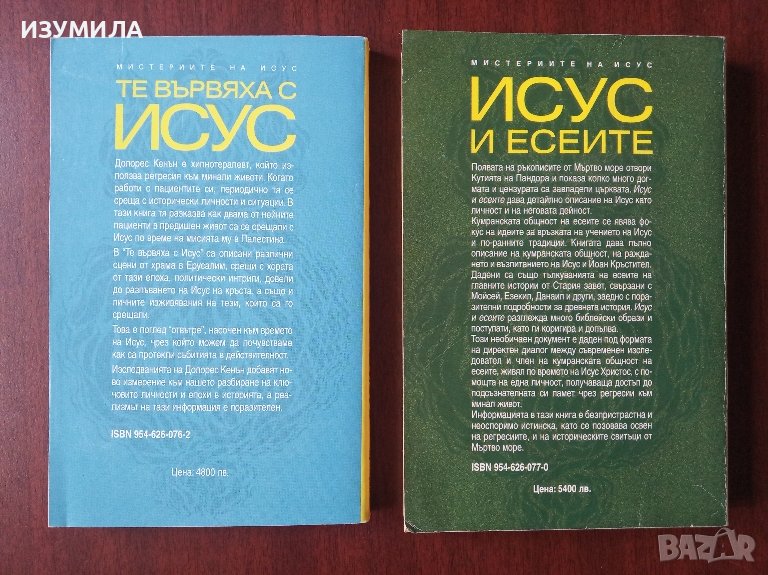 ИЗУМИЛА
МИСТЕРИИТЕ НА ИСУС
ТЕ ВЪРВЯХА С
ИСУС
Долорес Кенън е хипнотерапевт, който из-
ползва регресия към минали животи. Когато
работи с пациентите си, периодично тя се
среща с исторически личности и ситуации. В
тази книга тя разказва как двама от нейните
пациенти в предишен живот са се срещали с
Исус по време на мисията му в Палестина.
В "Те вървяха с Исус" са описани различни
сцени от храма в Ерусалим, срещи с хората
от тази епоха, политически интриги, довели
до разпъването на Исус на кръста, а също и
личните изживявания на тези, които са го
срещали.
Това е поглед "отвътре", насочен към времето
на Исус, чрез който можем да почувстваме
как са протекли събитията в действителност.
Изследванията на Долорес Кенън добавят но-
во измерение към нашето разбиране на клю-
човите личности и епохи в историята, а ре-
ализмът на тази информация е поразителен.
ISBN 954-626-076-2
Цена: 4800 лв.
МИСТЕРИИТЕ НА ИСУС
ИСУС
И ЕСЕИТЕ
Появата на ръкописите от Мъртво море отвори
Кутията на Пандора и показа колко много дог-
мата и цензурата са завладели църквата. Исус
и есеите дава детайлно описание на Исус като
личност и на неговата дейност.
Кумранската общност на есеите се явява фо-
кус на идеите за връзката на учението на Исус
и по-ранните традиции. Книгата дава пълно
описание на кумранската общност, на ражда-
нето и възпитанието на Исус и Йоан Кръстител.
Дадени са също тълкуванията на есеите на
главните истории от Стария завет, свързани с
Мойсей, Езекил, Данаил и други, заедно с пора-
зителни подробности за древната история. Исус
и есеите разглежда много библейски образи и
постулати, като ги коригира и допълва.
Този необичаен документ е даден под формата
на директен диалог между съвременен изсле-
довател и член на кумранската общност на
есеите, живял по времето на Исус Христос, с по-
мощта на една личност, получаваща достъп до
подсъзнателната си памет чрез регресии към
минал живот.
Информацията в тази книга е безпристрастна и
неоспоримо истинска, като се позовава освен
на регресиите, и на историческите свитъци от
Мъртво море.
ISBN 954-626-077-0
Цена: 5400 лв.
BAZAR